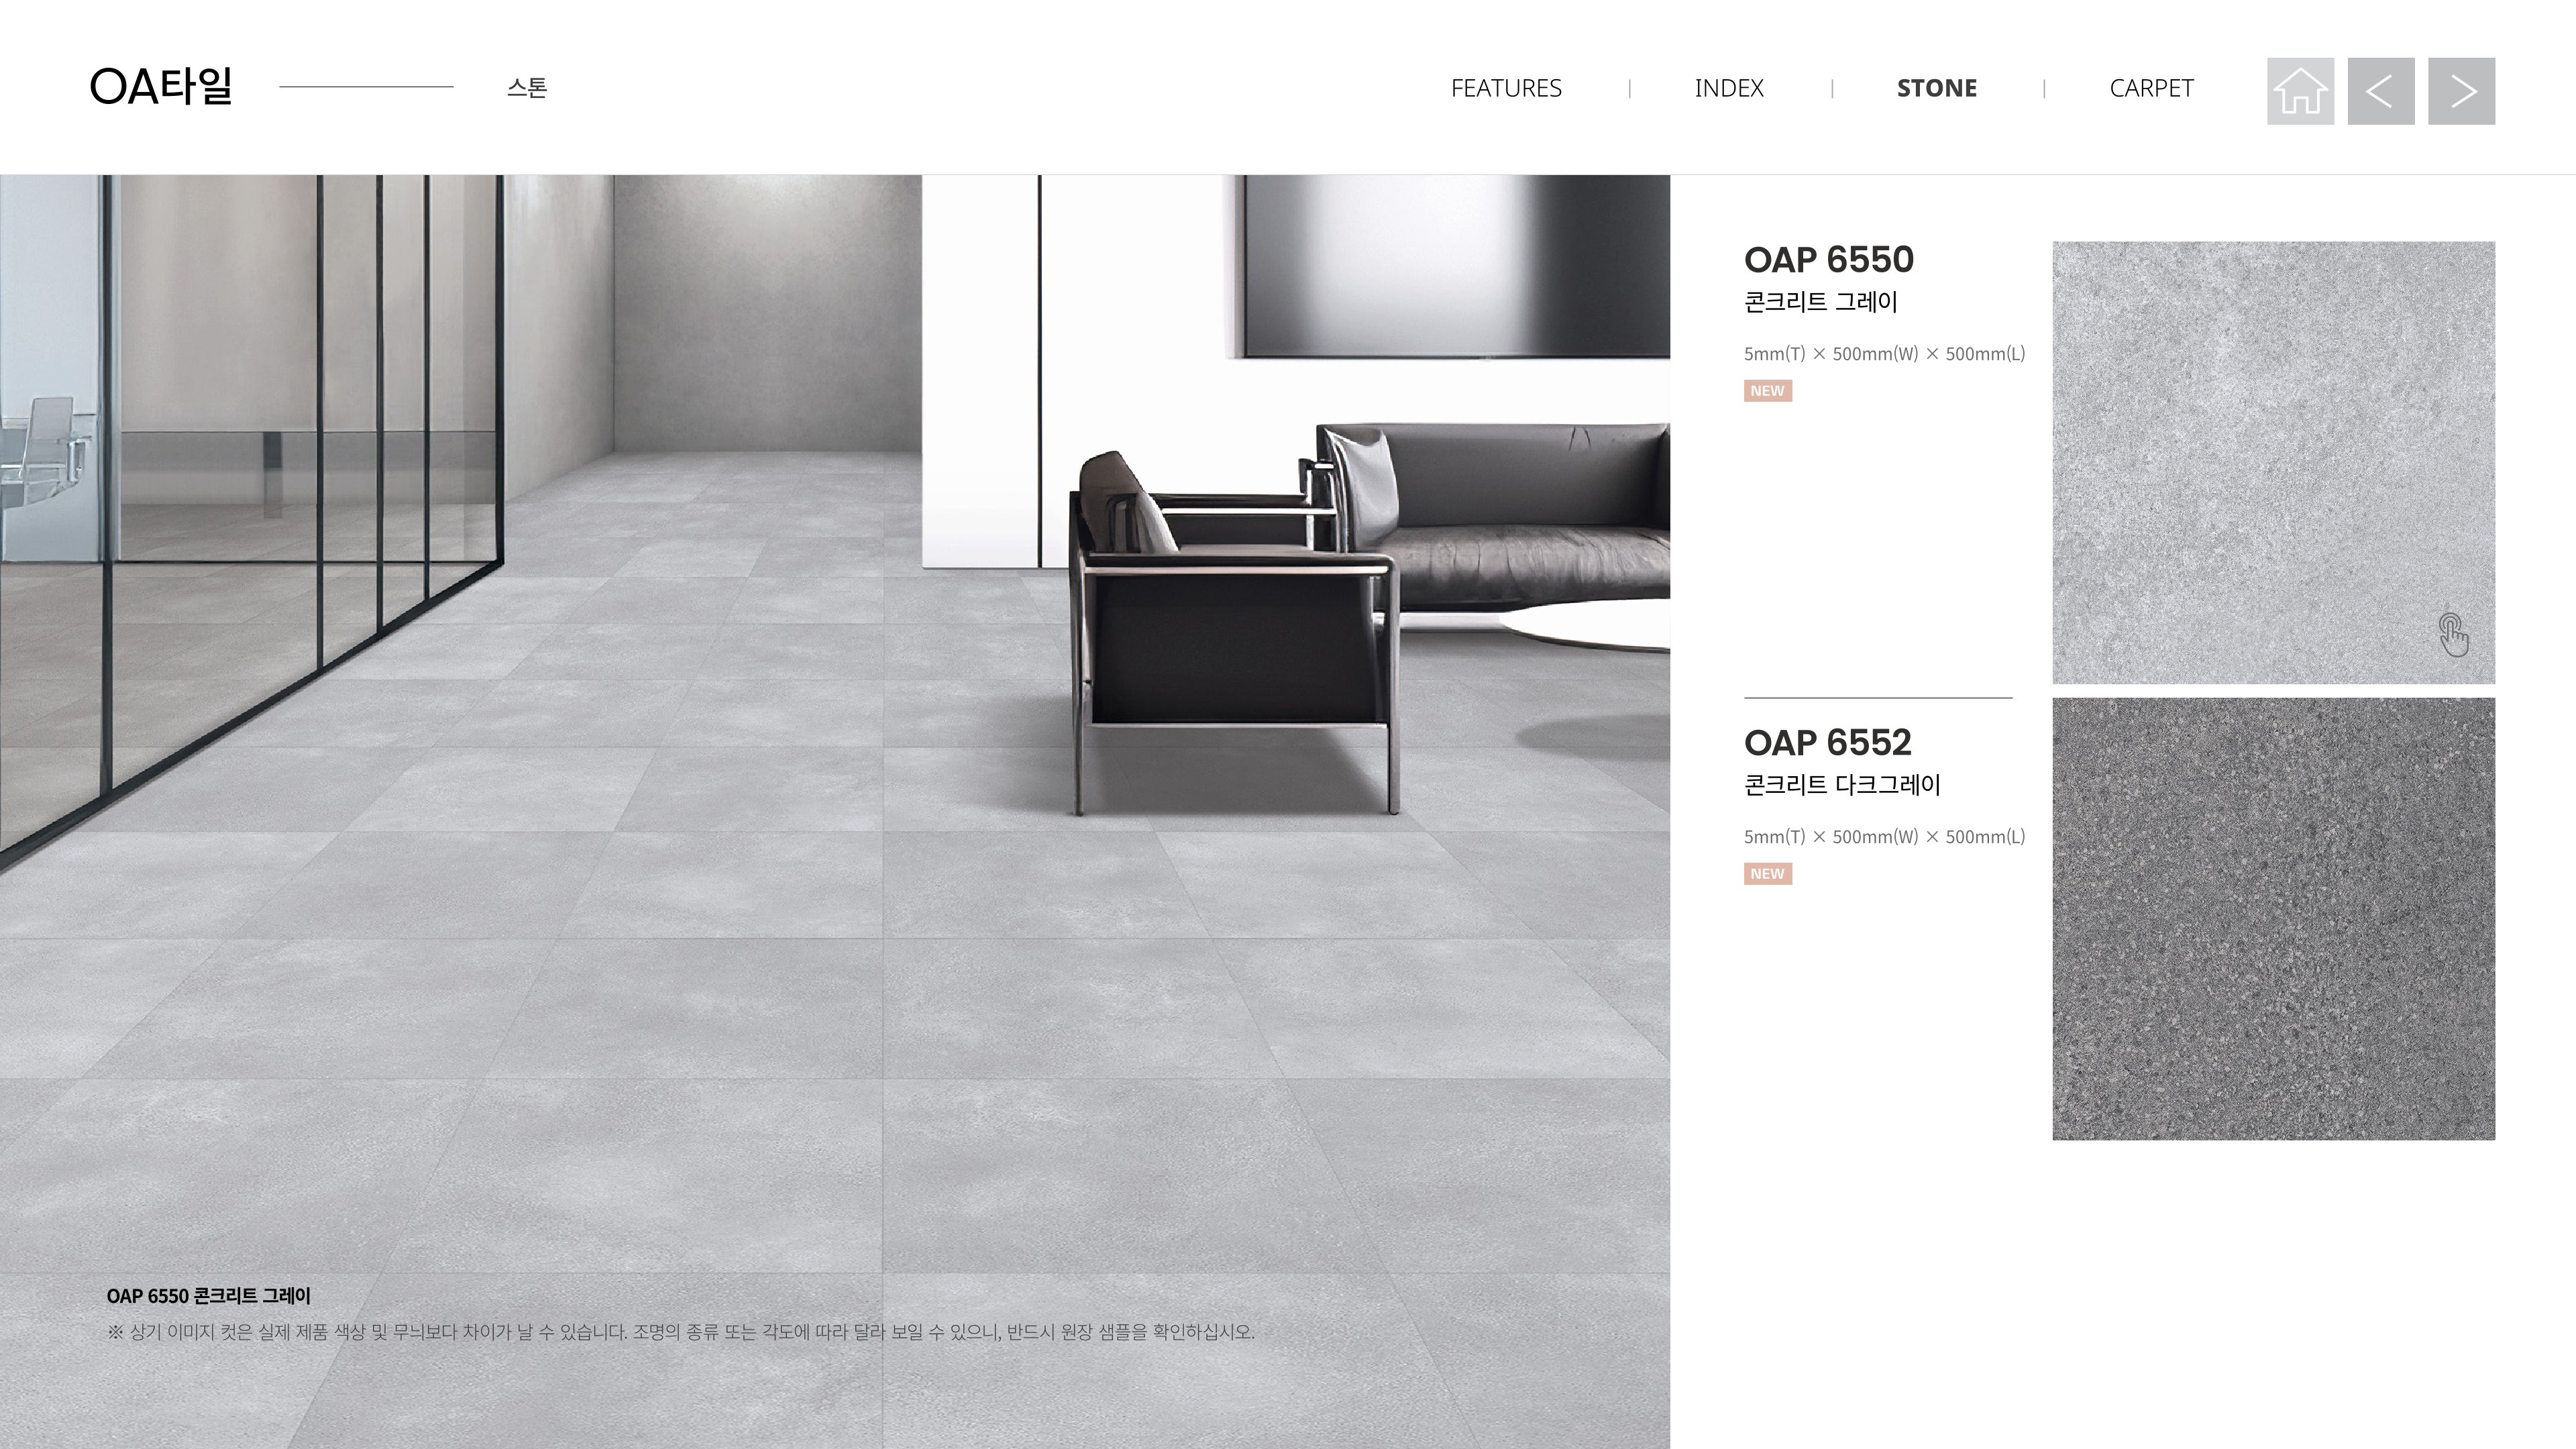 OA타일
스톤
FEATURES | INDEX | STONE | CARPET
OAP 6550
콘크리트 그레이
5mm(T) × 500mm(W) × 500mm(L)
NEW
OAP 6552
콘크리트 다크그레이
5mm(T) × 500mm(W) × 500mm(L)
NEW
OAP 6550 콘크리트 그레이
※ 상기 이미지 컷은 실제 제품 색상 및 무늬보다 차이가 날 수 있습니다. 조명의 종류 또는 각도에 따라 달라 보일 수 있으니, 반드시 원장 샘플을 확인하십시오.